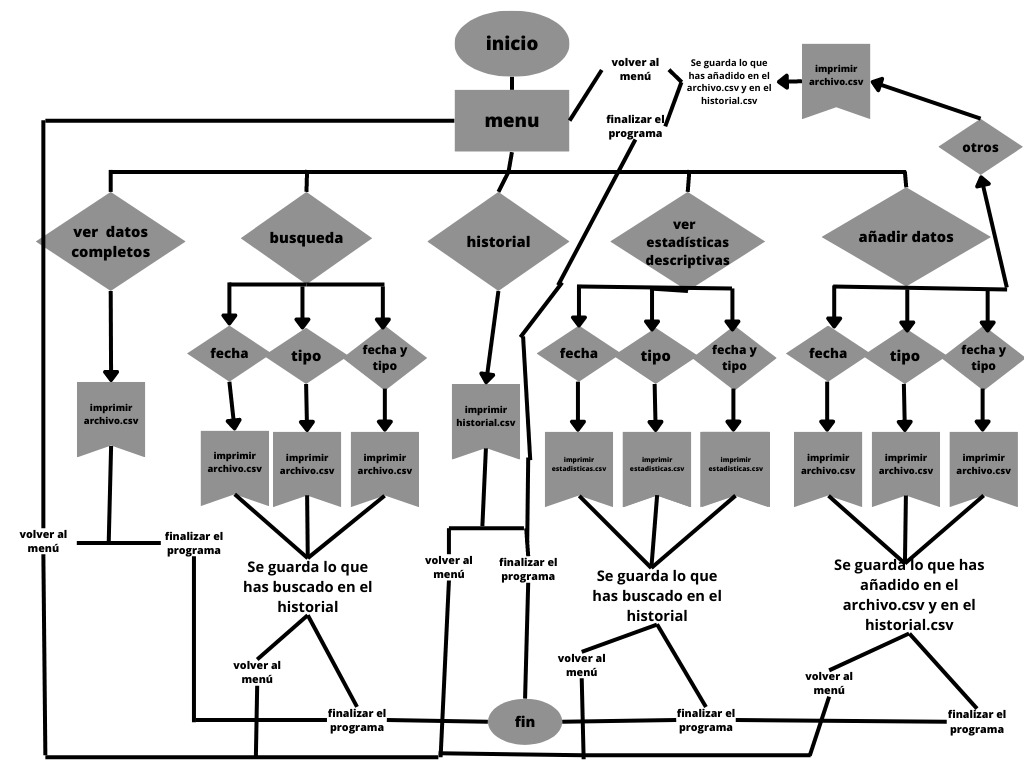 inicio
menu
volver al
menú
finalizar el
programa
Se guarda lo que
has añadido en el
archivo.csv y en el
historial.csv
imprimir
archivo.csv
otros
ver datos
completos
busqueda
historial
ver
estadísticas
descriptivas
añadir datos
fecha
tipo
fecha y
tipo
fecha
tipo
fecha y
tipo
fecha
tipo
fecha y
tipo
imprimir
archivo.csv
imprimir
archivo.csv
imprimir
archivo.csv
imprimir
archivo.csv
imprimir
historial.csv
imprimir
estadisticas.csv
imprimir
estadisticas.csv
imprimir
estadisticas.csv
imprimir
archivo.csv
imprimir
archivo.csv
imprimir
archivo.csv
volver al
menú
finalizar el
programa
Se guarda lo que
has buscado en el
historial
volver al
menú
finalizar el
programa
Se guarda lo que
has buscado en el
historial
Se guarda lo que has
añadido en el
archivo.csv y en el
historial.csv
volver al
menú
finalizar el
programa
fin
volver al
menú
finalizar el
programa
volver al
menú
finalizar el
programa